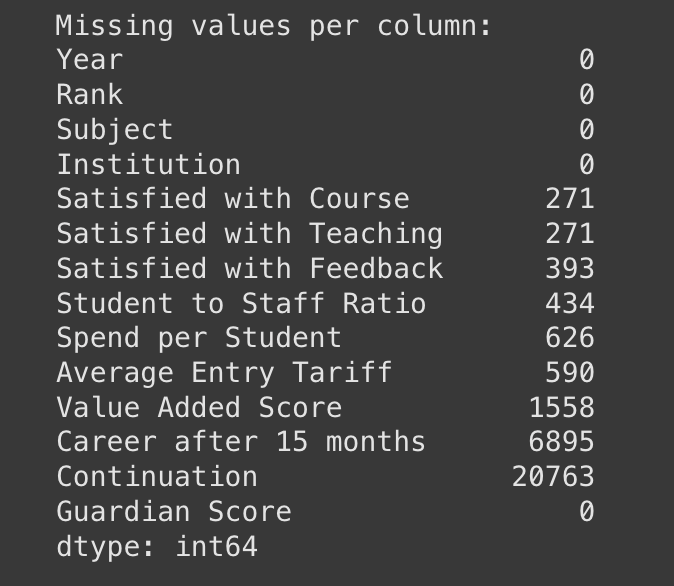 Missing values per column:
Year 0
Rank 0
Subject 0
Institution 0
Satisfied with Course 271
Satisfied with Teaching 271
Satisfied with Feedback 393
Student to Staff Ratio 434
Spend per Student 626
Average Entry Tariff 590
Value Added Score 1558
Career after 15 months 6895
Continuation 20763
Guardian Score 0
dtype: int64